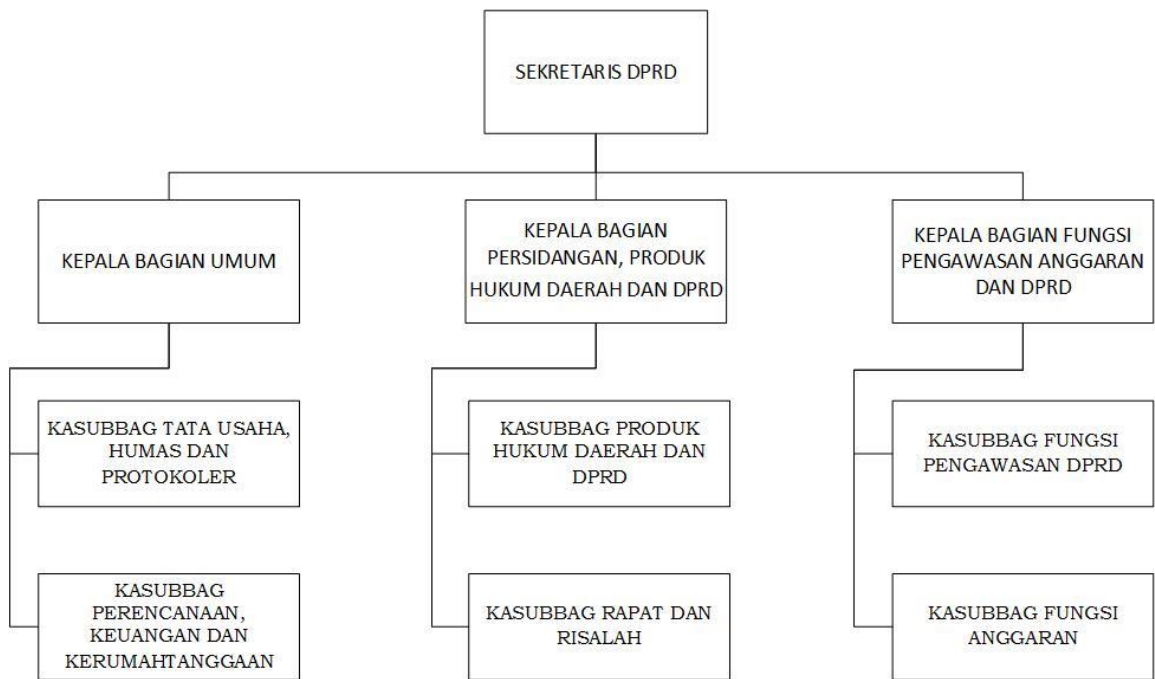 SEKRETARIS DPRD
KEPALA BAGIAN UMUM
KEPALA BAGIAN
PERSIDANGAN, PRODUK
HUKUM DAERAH DAN DPRD
KEPALA BAGIAN FUNGSI
PENGAWASAN ANGGARAN
DAN DPRD
KASUBBAG TATA USAHA,
HUMAS DAN
PROTOKOLER
KASUBBAG PRODUK
HUKUM DAERAH DAN
DPRD
KASUBBAG FUNGSI
PENGAWASAN DPRD
KASUBBAG
PERENCANAAN,
KEUANGAN DAN
KERUMAHTANGGAAN
KASUBBAG RAPAT DAN
RISALAH
KASUBBAG FUNGSI
ANGGARAN